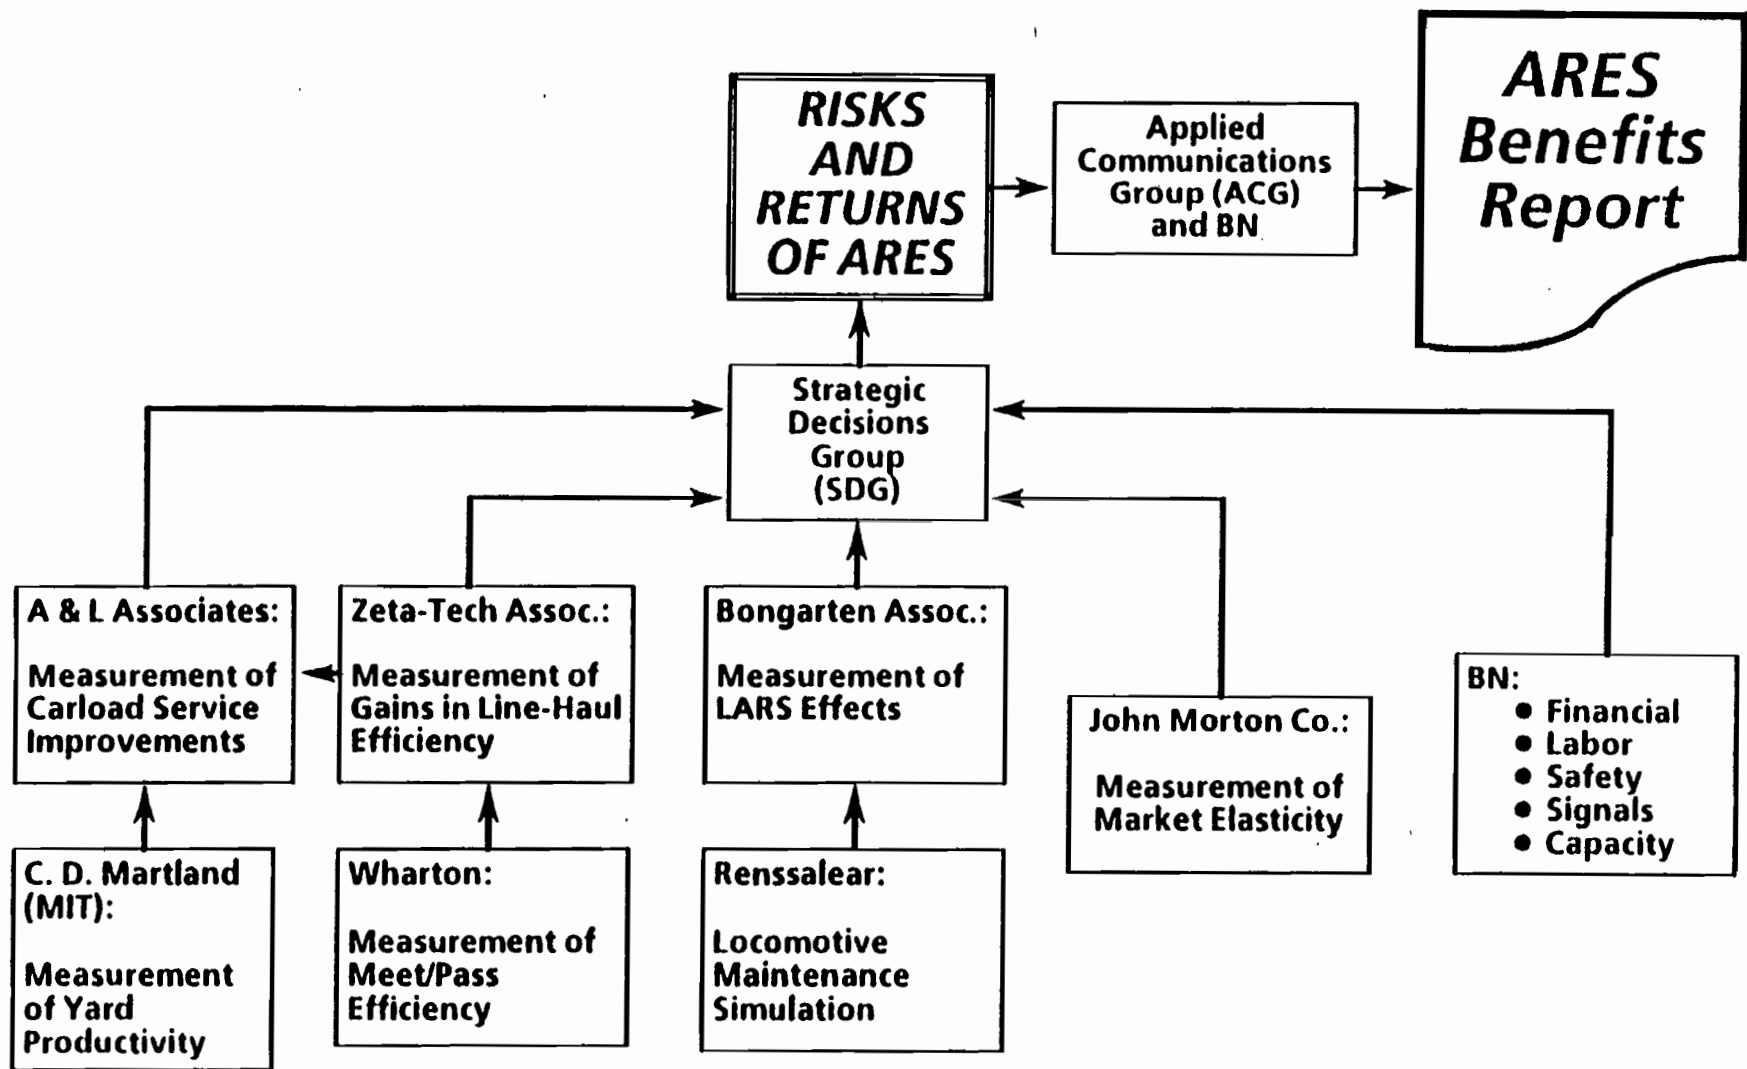 RISKS
AND
RETURNS
OF ARES
Applied
Communications
Group (ACG)
and BN
ARES
Benefits
Report
Strategic
Decisions
Group
(SDG)
A & L Associates:
Measurement of
Carload Service
Improvements
Zeta-Tech Assoc.:
Measurement of
Gains in Line-Haul
Efficiency
Bongarten Assoc.:
Measurement of
LARS Effects
John Morton Co.:
Measurement of
Market Elasticity
BN:
● Financial
● Labor
● Safety
● Signals
● Capacity
C. D. Martland
(MIT):
Measurement
of Yard
Productivity
Wharton:
Measurement of
Meet/Pass
Efficiency
Renssalear:
Locomotive
Maintenance
Simulation